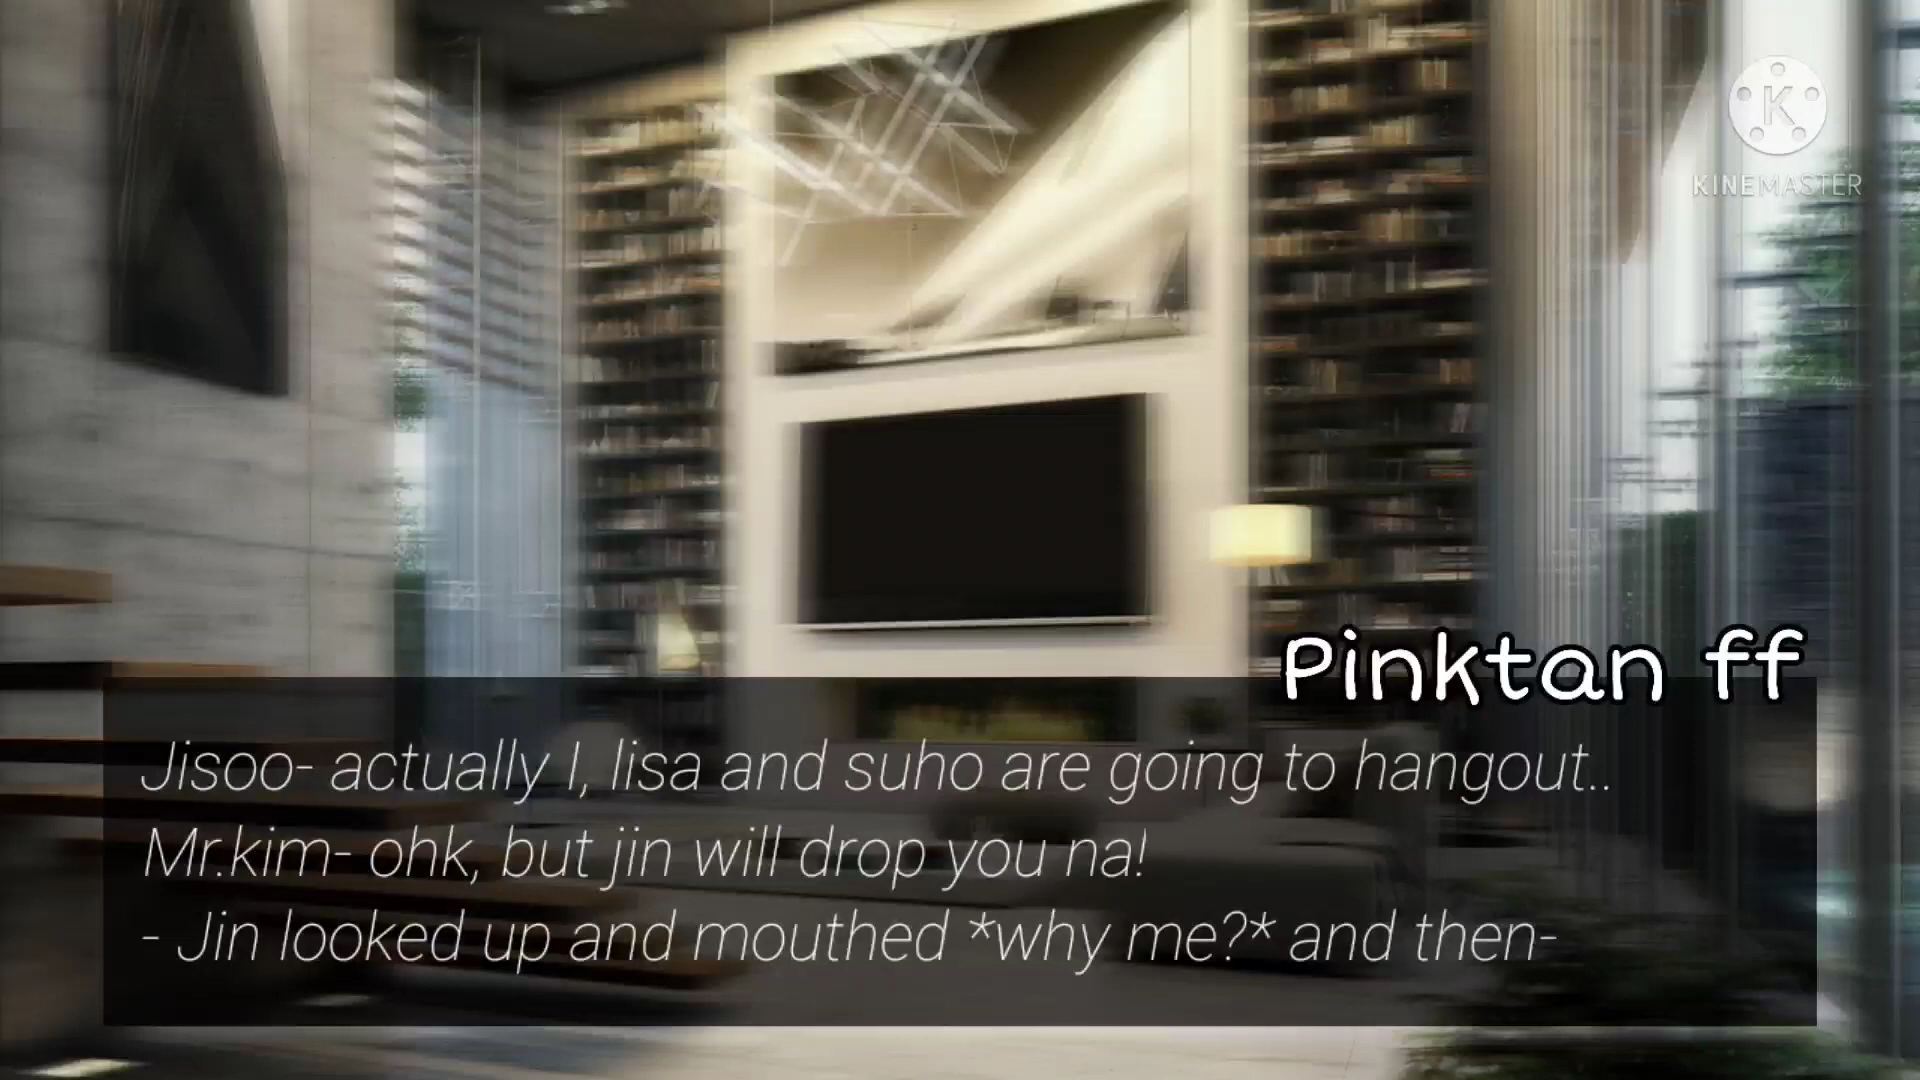 K
KINEMASTER
Pinktan ff
Jisoo- actually I, lisa and suho are going to hangout..
Mr.kim- ohk, but jin will drop you na!
- Jin looked up and mouthed *why me?* and then-